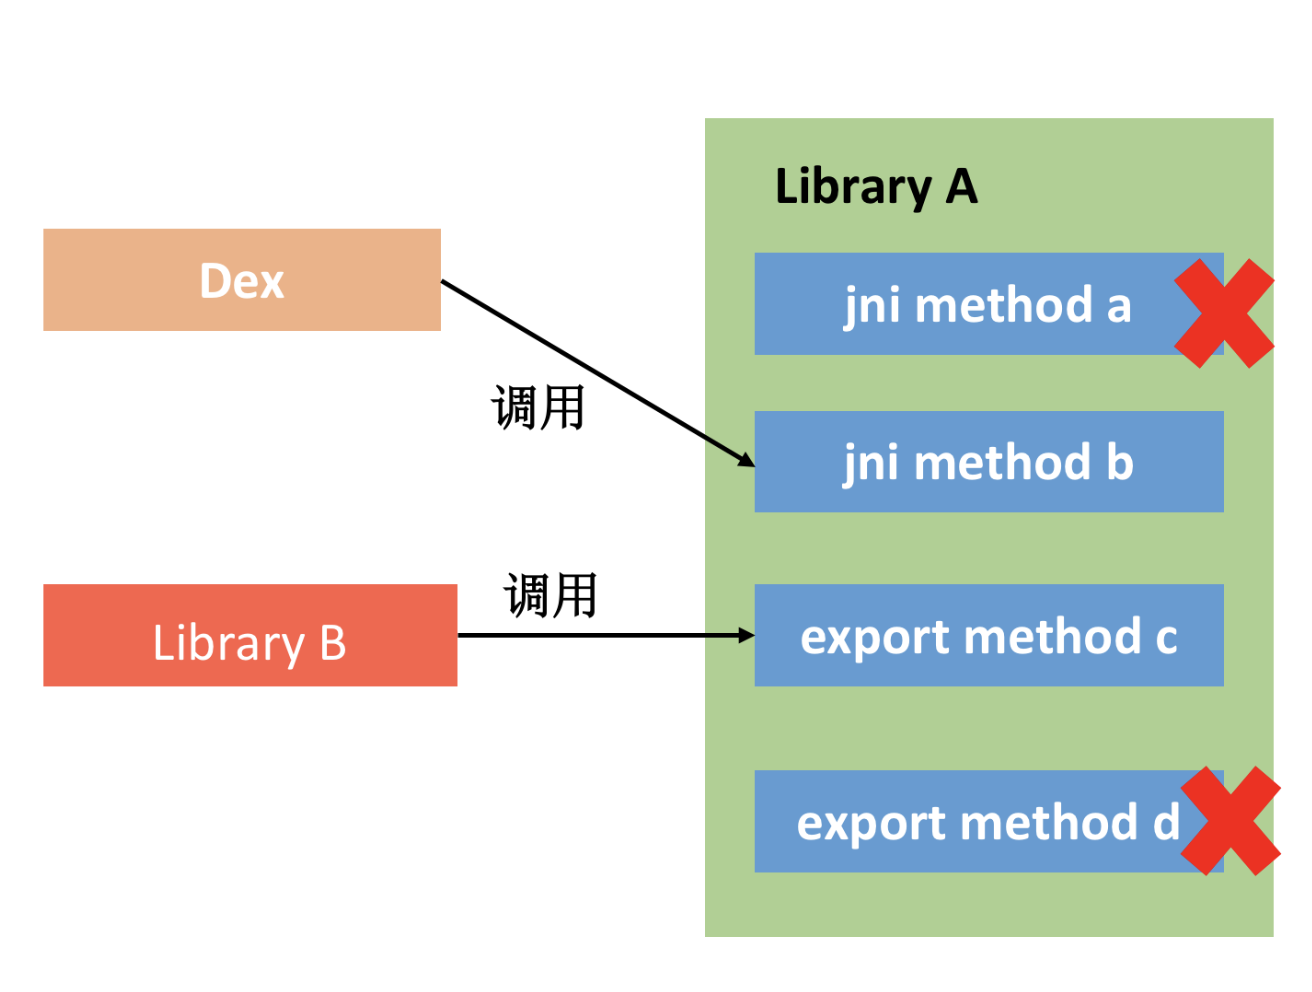 Library A
Dex
jni method a
调用
jni method b
调用
Library B
export method c
export method d